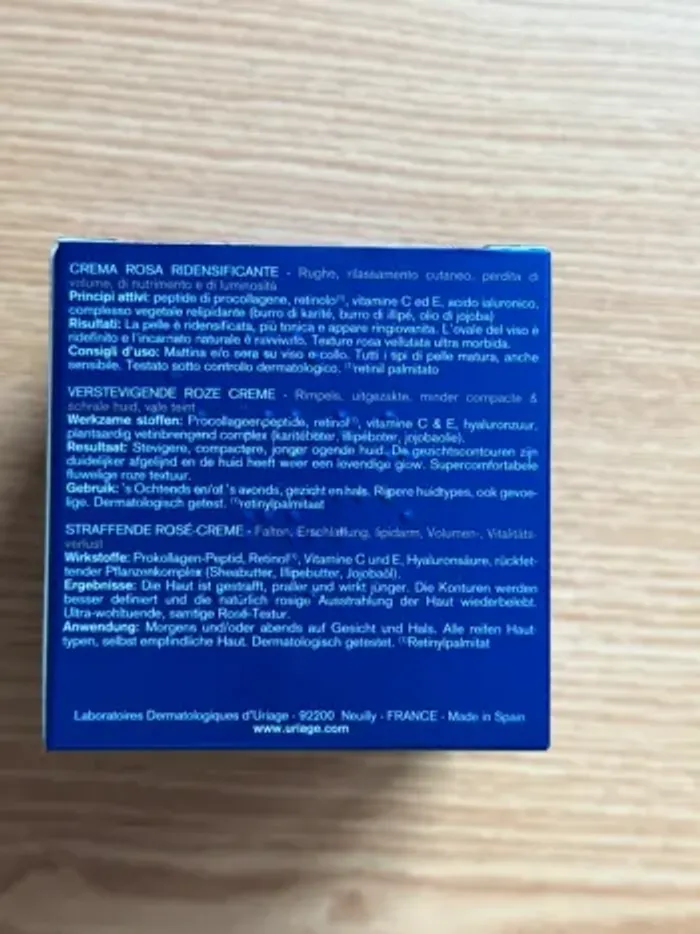 CREMA ROSA RIDENSIFICANTE - Rughe, rilassamento cutaneo, perdita di
volume, di nutrimento e di luminosità
Principi attivi: peptide di procollagene, retinolo⁽¹⁾, vitamine C ed E, acido ialuronico,
complesso vegetale relipidante (burro di karité, burro di illipé, olio di jojoba)
Risultati: La pelle è ridensificata, più tonica e appare ringiovanita. L'ovale del viso è
ridefinito e l'incarnato naturale è ravvivato. Texture rosa vellutata ultra morbida.
Consigli d'uso: Mattina e/o sera su viso e collo. Tutti i tipi di pelle matura, anche
sensibile. Testato sotto controllo dermatologico. ⁽¹⁾retinil palmitato
VERSTEVIGENDE ROZE CREME - Rimpels, uitgezakte, minder compacte &
schrale huid, vale teint
Werkzame stoffen: Procollageenpeptide, retinol⁽¹⁾, vitamine C & E, hyaluronzuur,
plantaardig vetinbrengend complex (karitéboter, illipéboter, jojobaolie).
Resultaat: Stevigere, compactere, jonger ogende huid. De gezichtscontouren zijn
duidelijker afgelijnd en de huid heeft weer een levendige glow. Supercomfortabele
fluwelige roze textuur.
Gebruik: 's Ochtends en/of 's avonds, gezicht en hals. Rijpere huidtypes, ook gevoe-
lige. Dermatologisch getest. ⁽¹⁾retinylpalmitaat
STRAFFENDE ROSÉ-CREME - Falten, Erschlaffung, lipidarm, Volumen-, Vitalitäts-
verlust
Wirkstoffe: Prokollagen-Peptid, Retinol⁽¹⁾, Vitamine C und E, Hyaluronsäure, rückfet-
tender Pflanzenkomplex (Sheabutter, Illipebutter, Jojobaöl).
Ergebnisse: Die Haut ist gestrafft, praller und wirkt jünger. Die Konturen werden
besser definiert und die natürlich rosige Ausstrahlung der Haut wiederbelebt.
Ultra-wohltuende, samtige Rosé-Textur.
Anwendung: Morgens und/oder abends auf Gesicht und Hals. Alle reifen Haut-
typen, selbst empfindliche Haut. Dermatologisch getestet. ⁽¹⁾Retinylpalmitat
Laboratoires Dermatologiques d'Uriage - 92200 Neuilly - FRANCE - Made in Spain
www.uriage.com